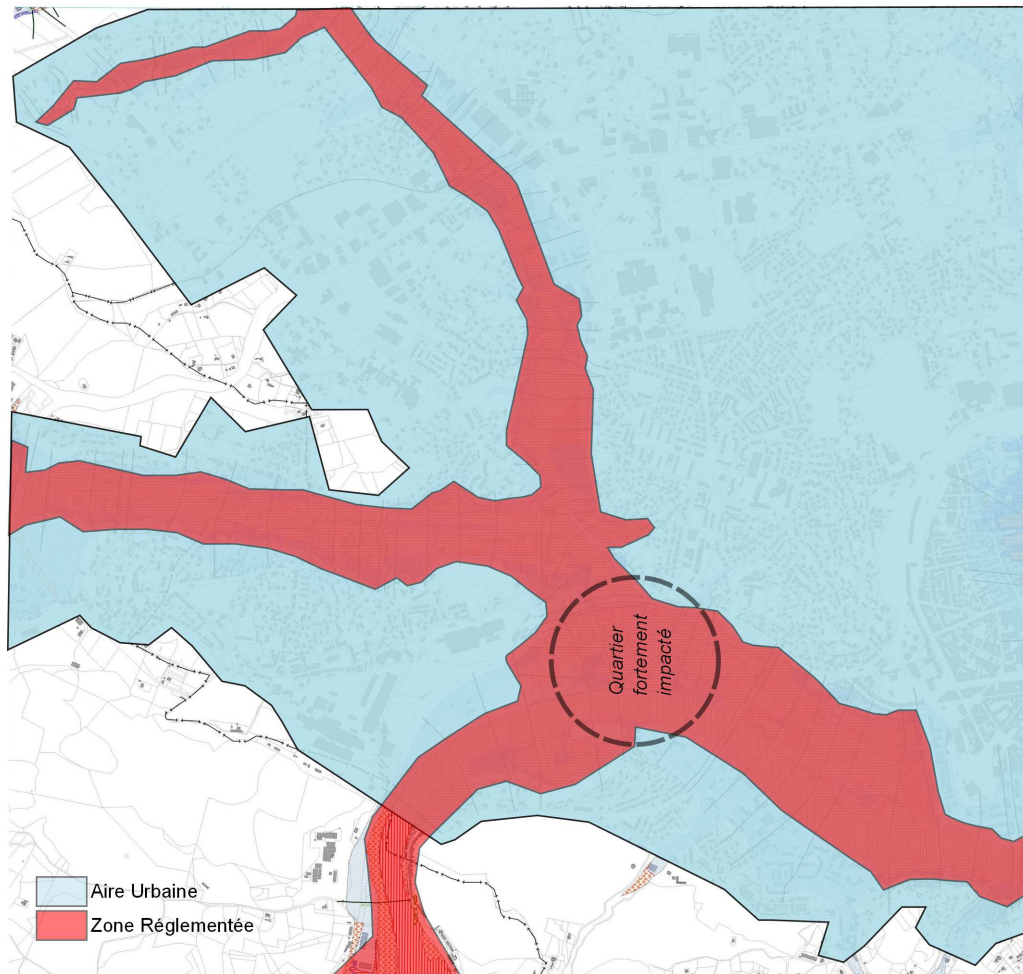 Quartier
fortement
impacté
Aire Urbaine
Zone Réglementée